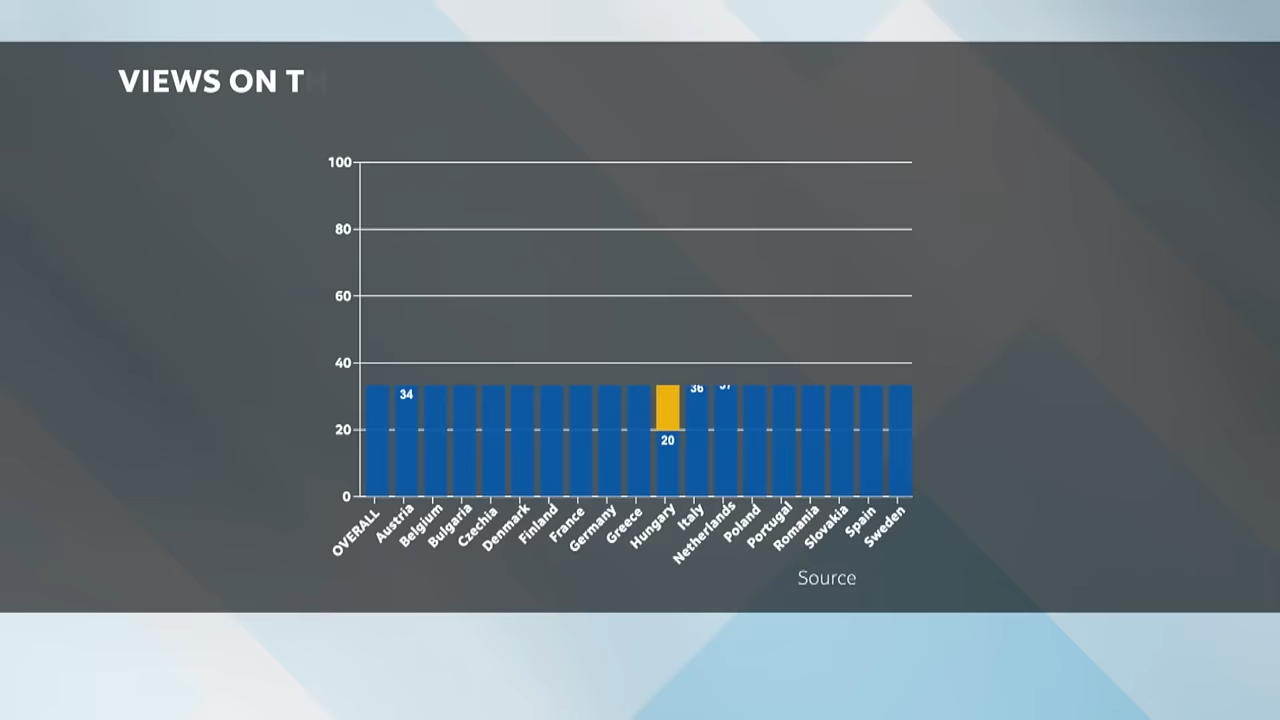 VIEWS ON T
100
80
60
40
20
0
34
20
36
OVERALL
Austria
Belgium
Bulgaria
Czechia
Denmark
Finland
France
Germany
Greece
Hungary
Italy
Netherlands
Poland
Portugal
Romania
Slovakia
Spain
Sweden
Source